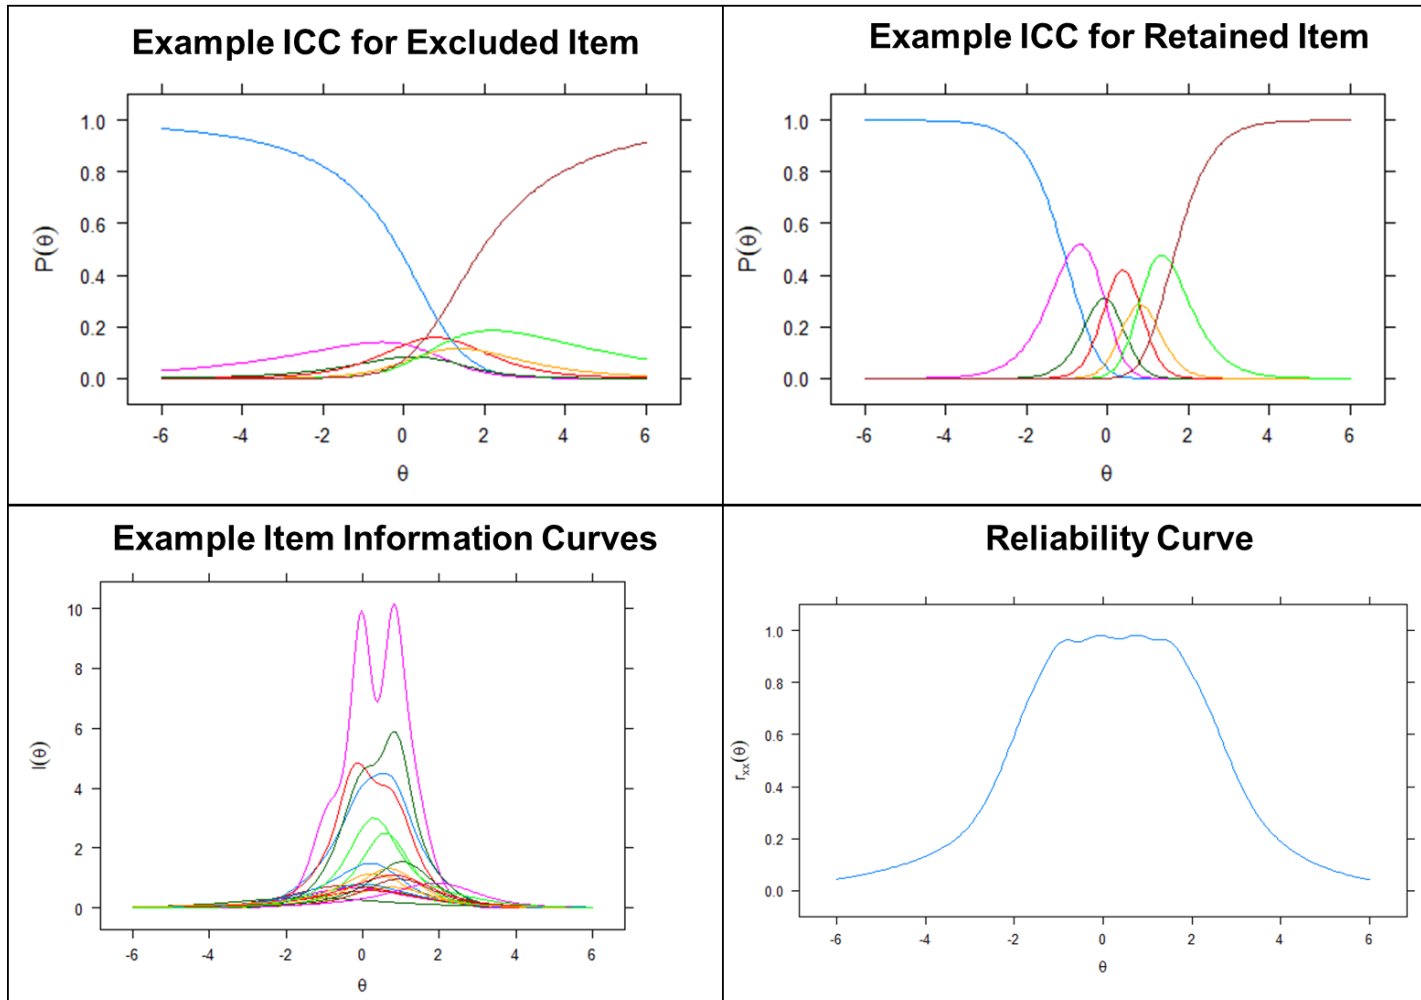 Example ICC for Excluded Item
P(θ)
1.0
0.8
0.6
0.4
0.2
0.0
-6 -4 -2 0 2 4 6
θ
Example ICC for Retained Item
P(θ)
1.0
0.8
0.6
0.4
0.2
0.0
-6 -4 -2 0 2 4 6
θ
Example Item Information Curves
I(θ)
10
8
6
4
2
0
-6 -4 -2 0 2 4 6
θ
Reliability Curve
rxx(θ)
1.0
0.8
0.6
0.4
0.2
0.0
-6 -4 -2 0 2 4 6
θ